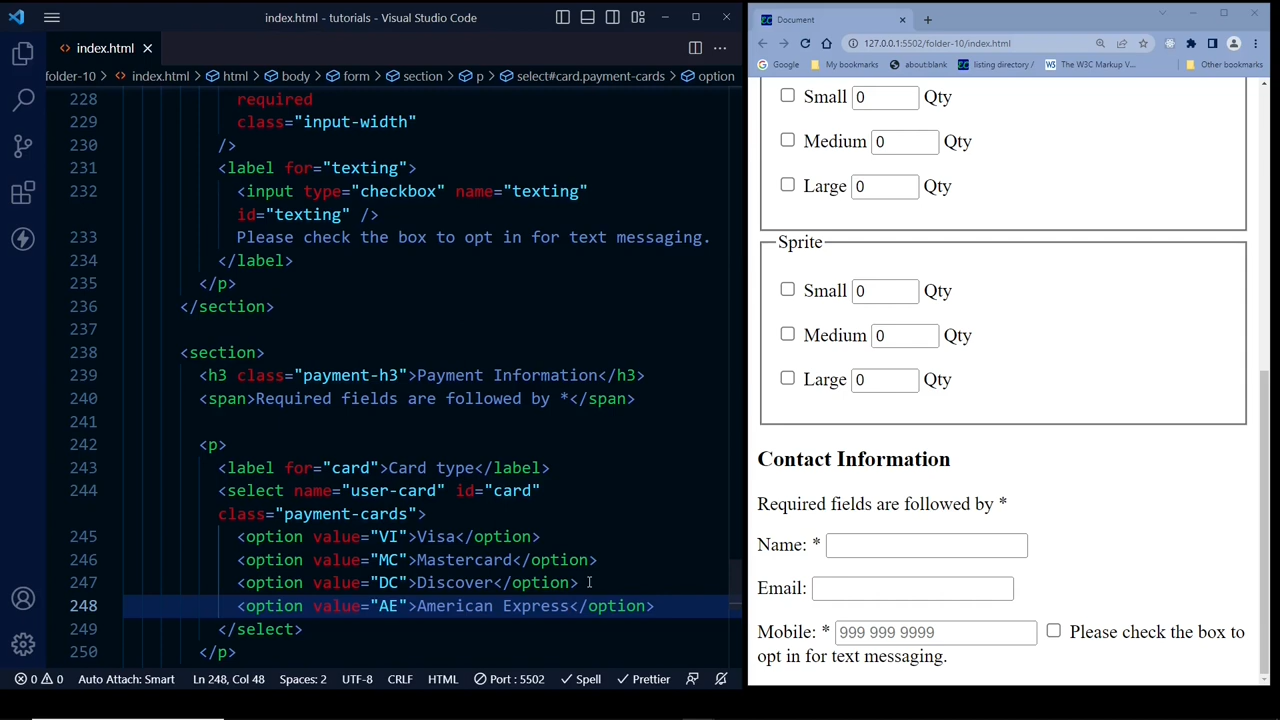 index.html - tutorials - Visual Studio Code
<> index.html ×
folder-10 > <> index.html > html > body > form > section > p > select#card.payment-cards > option
228 required
229 class="input-width"
230 />
231 <label for="texting">
232 <input type="checkbox" name="texting"
id="texting" />
233 Please check the box to opt in for text messaging.
234 </label>
235 </p>
236 </section>
237
238 <section>
239 <h3 class="payment-h3">Payment Information</h3>
240 <span>Required fields are followed by *</span>
241
242 <p>
243 <label for="card">Card type</label>
244 <select name="user-card" id="card"
class="payment-cards">
245 <option value="VI">Visa</option>
246 <option value="MC">Mastercard</option>
247 <option value="DC">Discover</option>
248 <option value="AE">American Express</option>
249 </select>
250 </p>
0 0 Auto Attach: Smart Ln 248, Col 48 Spaces: 2 UTF-8 CRLF HTML Port : 5502 Spell Prettier
Document
127.0.0.1:5502/folder-10/index.html
Google My bookmarks about:blank listing directory / The W3C Markup V... Other bookmarks
Small 0 Qty
Medium 0 Qty
Large 0 Qty
Sprite
Small 0 Qty
Medium 0 Qty
Large 0 Qty
Contact Information
Required fields are followed by *
Name: *
Email:
Mobile: * 999 999 9999 Please check the box to
opt in for text messaging.